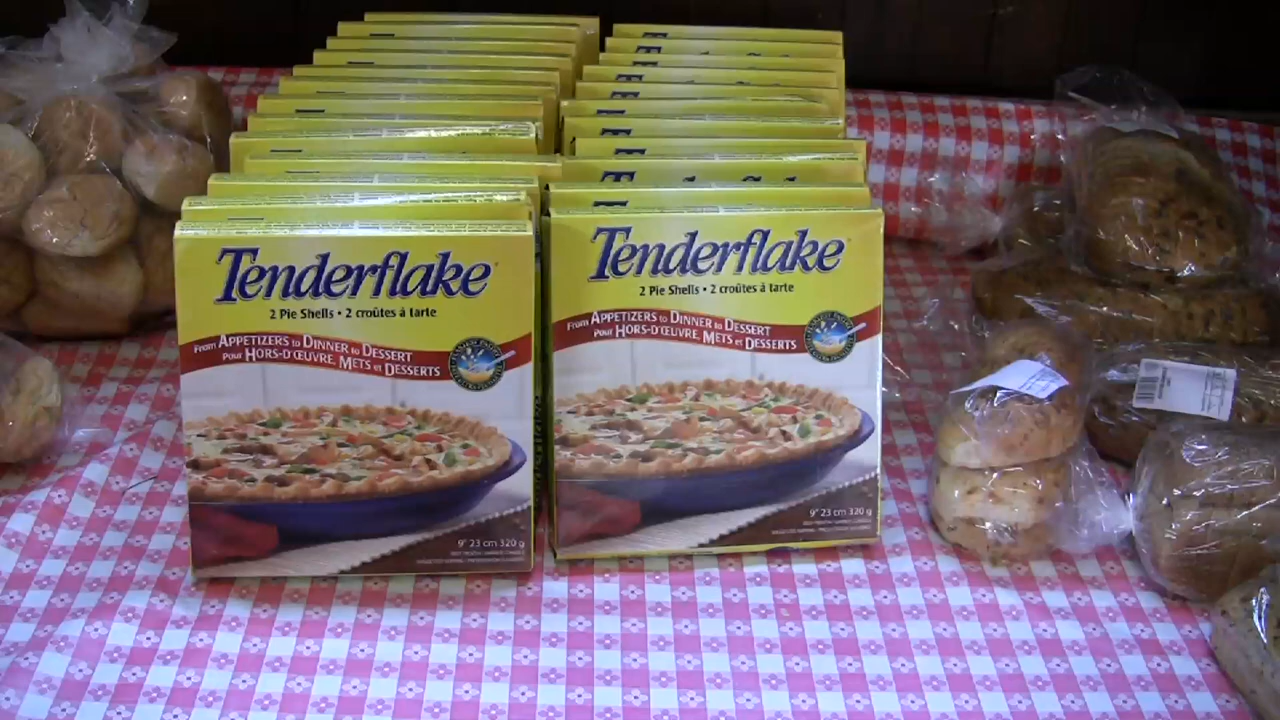 Tenderflake
2 Pie Shells • 2 croûtes à tarte
From APPETIZERS to DINNER to DESSERT
Pour HORS-D'ŒUVRE, METS et DESSERTS
9" 23 cm 320 g
Tenderflake
2 Pie Shells • 2 croûtes à tarte
From APPETIZERS to DINNER to DESSERT
Pour HORS-D'ŒUVRE, METS et DESSERTS
9" 23 cm 320 g